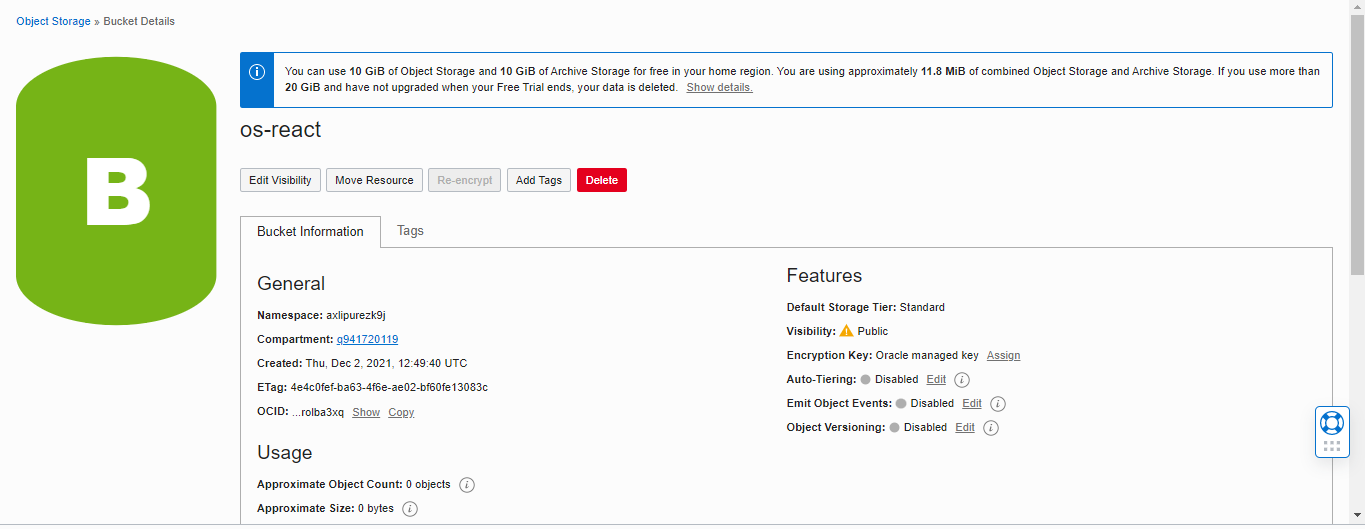 Object Storage » Bucket Details
You can use 10 GiB of Object Storage and 10 GiB of Archive Storage for free in your home region. You are using approximately 11.8 MiB of combined Object Storage and Archive Storage. If you use more than
20 GiB and have not upgraded when your Free Trial ends, your data is deleted. Show details.
B
os-react
Edit Visibility Move Resource Re-encrypt Add Tags Delete
Bucket Information Tags
General
Namespace: axlipurezk9j
Compartment: q941720119
Created: Thu, Dec 2, 2021, 12:49:40 UTC
ETag: 4e4c0fef-ba63-4f6e-ae02-bf60fe13083c
OCID: ...rolba3xq Show Copy
Usage
Approximate Object Count: 0 objects
Approximate Size: 0 bytes
Features
Default Storage Tier: Standard
Visibility: Public
Encryption Key: Oracle managed key Assign
Auto-Tiering: Disabled Edit
Emit Object Events: Disabled Edit
Object Versioning: Disabled Edit